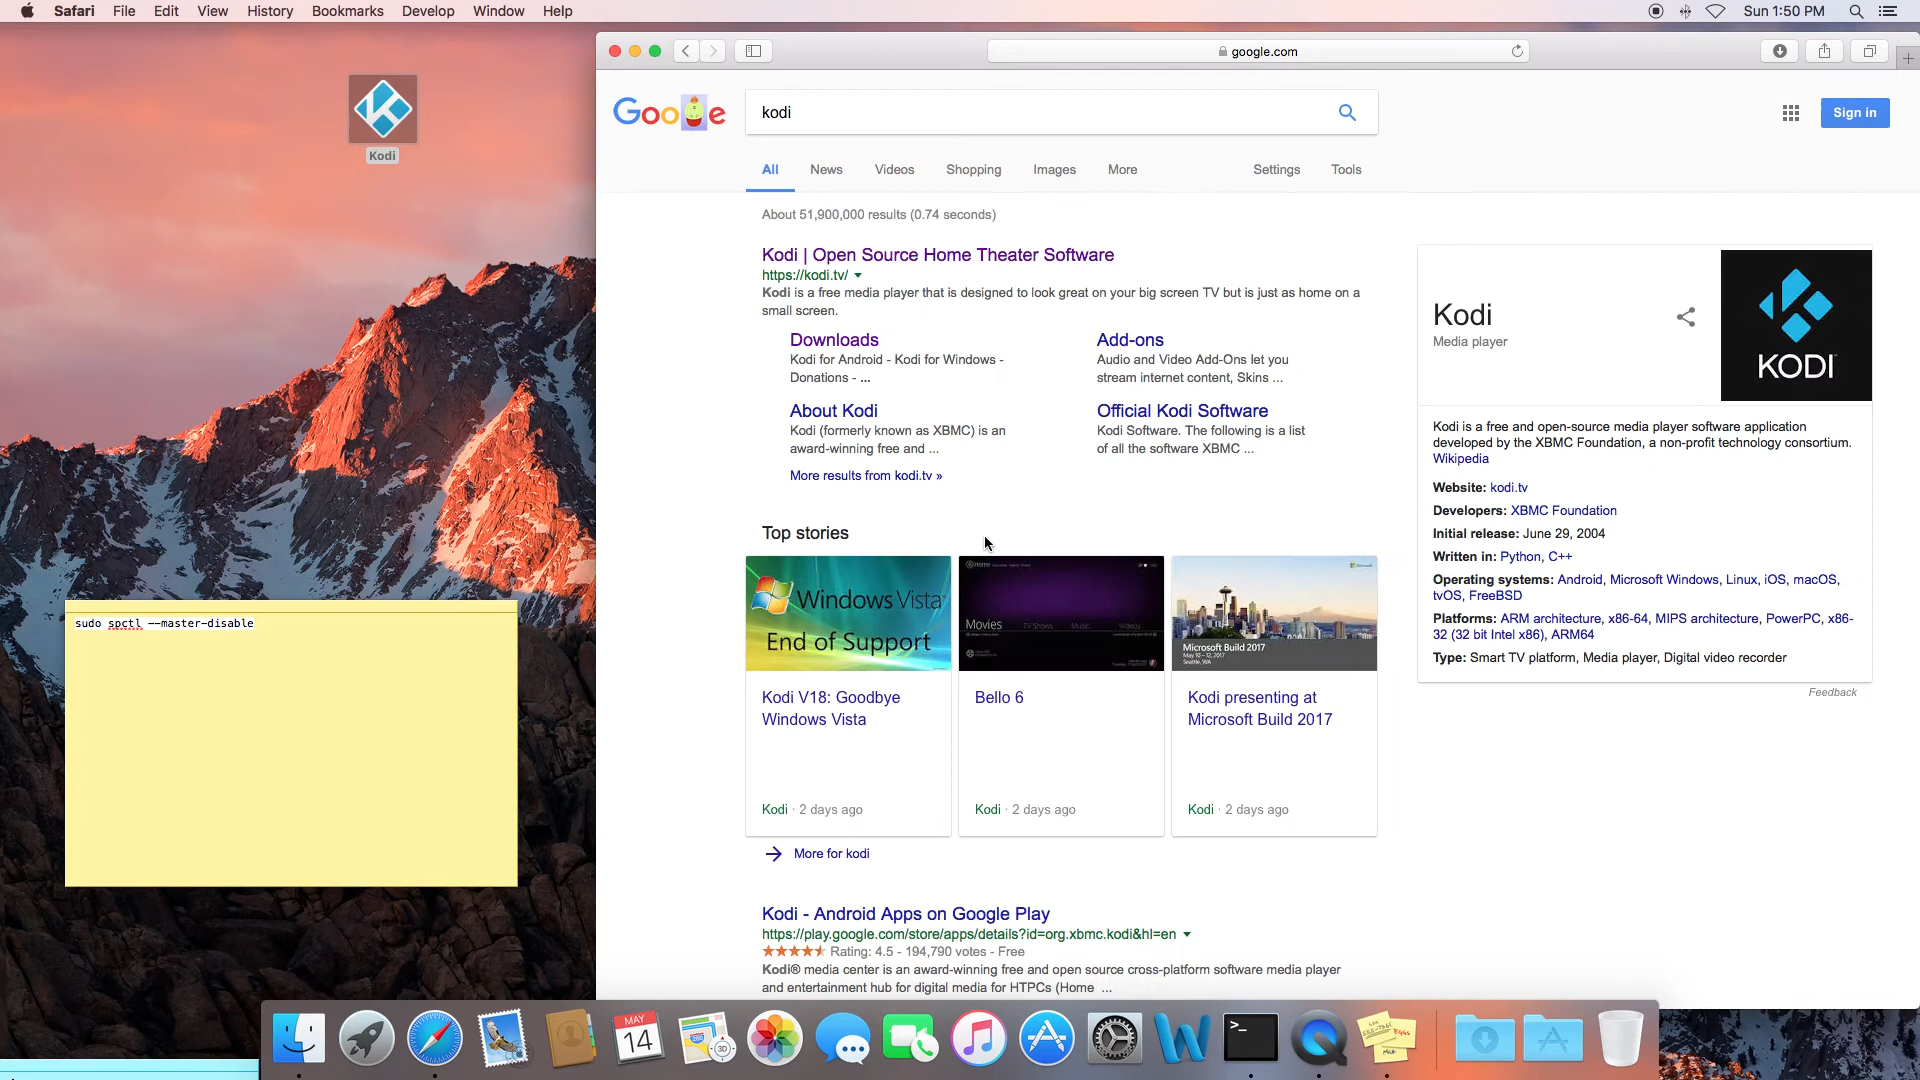 Safari File Edit View History Bookmarks Develop Window Help
Sun 1:50 PM
google.com
Kodi
Google
kodi
Sign in
All News Videos Shopping Images More Settings Tools
About 51,900,000 results (0.74 seconds)
Kodi | Open Source Home Theater Software
https://kodi.tv/
Kodi is a free media player that is designed to look great on your big screen TV but is just as home on a
small screen.
Downloads
Kodi for Android - Kodi for Windows -
Donations - ...
Add-ons
Audio and Video Add-Ons let you
stream internet content, Skins ...
About Kodi
Kodi (formerly known as XBMC) is an
award-winning free and ...
Official Kodi Software
Kodi Software. The following is a list
of all the software XBMC ...
More results from kodi.tv »
Top stories
Windows Vista
End of Support
Kodi V18: Goodbye
Windows Vista
Kodi · 2 days ago
Home
Movies TV Shows Music Videos
Bello 6
Kodi · 2 days ago
Microsoft
Microsoft Build 2017
May 10 – 12, 2017
Seattle, WA
Kodi presenting at
Microsoft Build 2017
Kodi · 2 days ago
More for kodi
Kodi - Android Apps on Google Play
https://play.google.com/store/apps/details?id=org.xbmc.kodi&hl=en
Rating: 4.5 - 194,790 votes - Free
Kodi® media center is an award-winning free and open source cross-platform software media player
and entertainment hub for digital media for HTPCs (Home ...
Kodi
Media player
KODI
Kodi is a free and open-source media player software application
developed by the XBMC Foundation, a non-profit technology consortium.
Wikipedia
Website: kodi.tv
Developers: XBMC Foundation
Initial release: June 29, 2004
Written in: Python, C++
Operating systems: Android, Microsoft Windows, Linux, iOS, macOS,
tvOS, FreeBSD
Platforms: ARM architecture, x86-64, MIPS architecture, PowerPC, x86-
32 (32 bit Intel x86), ARM64
Type: Smart TV platform, Media player, Digital video recorder
Feedback
sudo spctl --master-disable
MAY
14
280
3D
W
>_